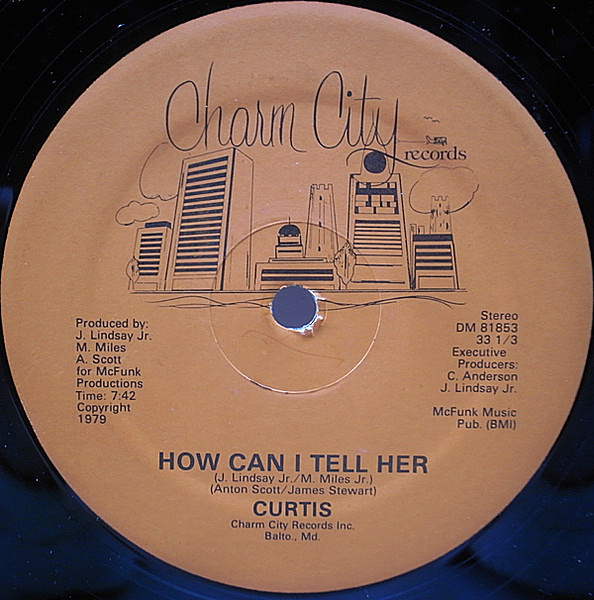 Charm City
records
Produced by:
J. Lindsay Jr.
M. Miles
A. Scott
for McFunk
Productions
Time: 7:42
Copyright
1979
Stereo
DM 81853
33 1/3
Executive
Producers:
C. Anderson
J. Lindsay Jr.
McFunk Music
Pub. (BMI)
HOW CAN I TELL HER
(J. Lindsay Jr./M. Miles Jr.)
(Anton Scott/James Stewart)
CURTIS
Charm City Records Inc.
Balto., Md.